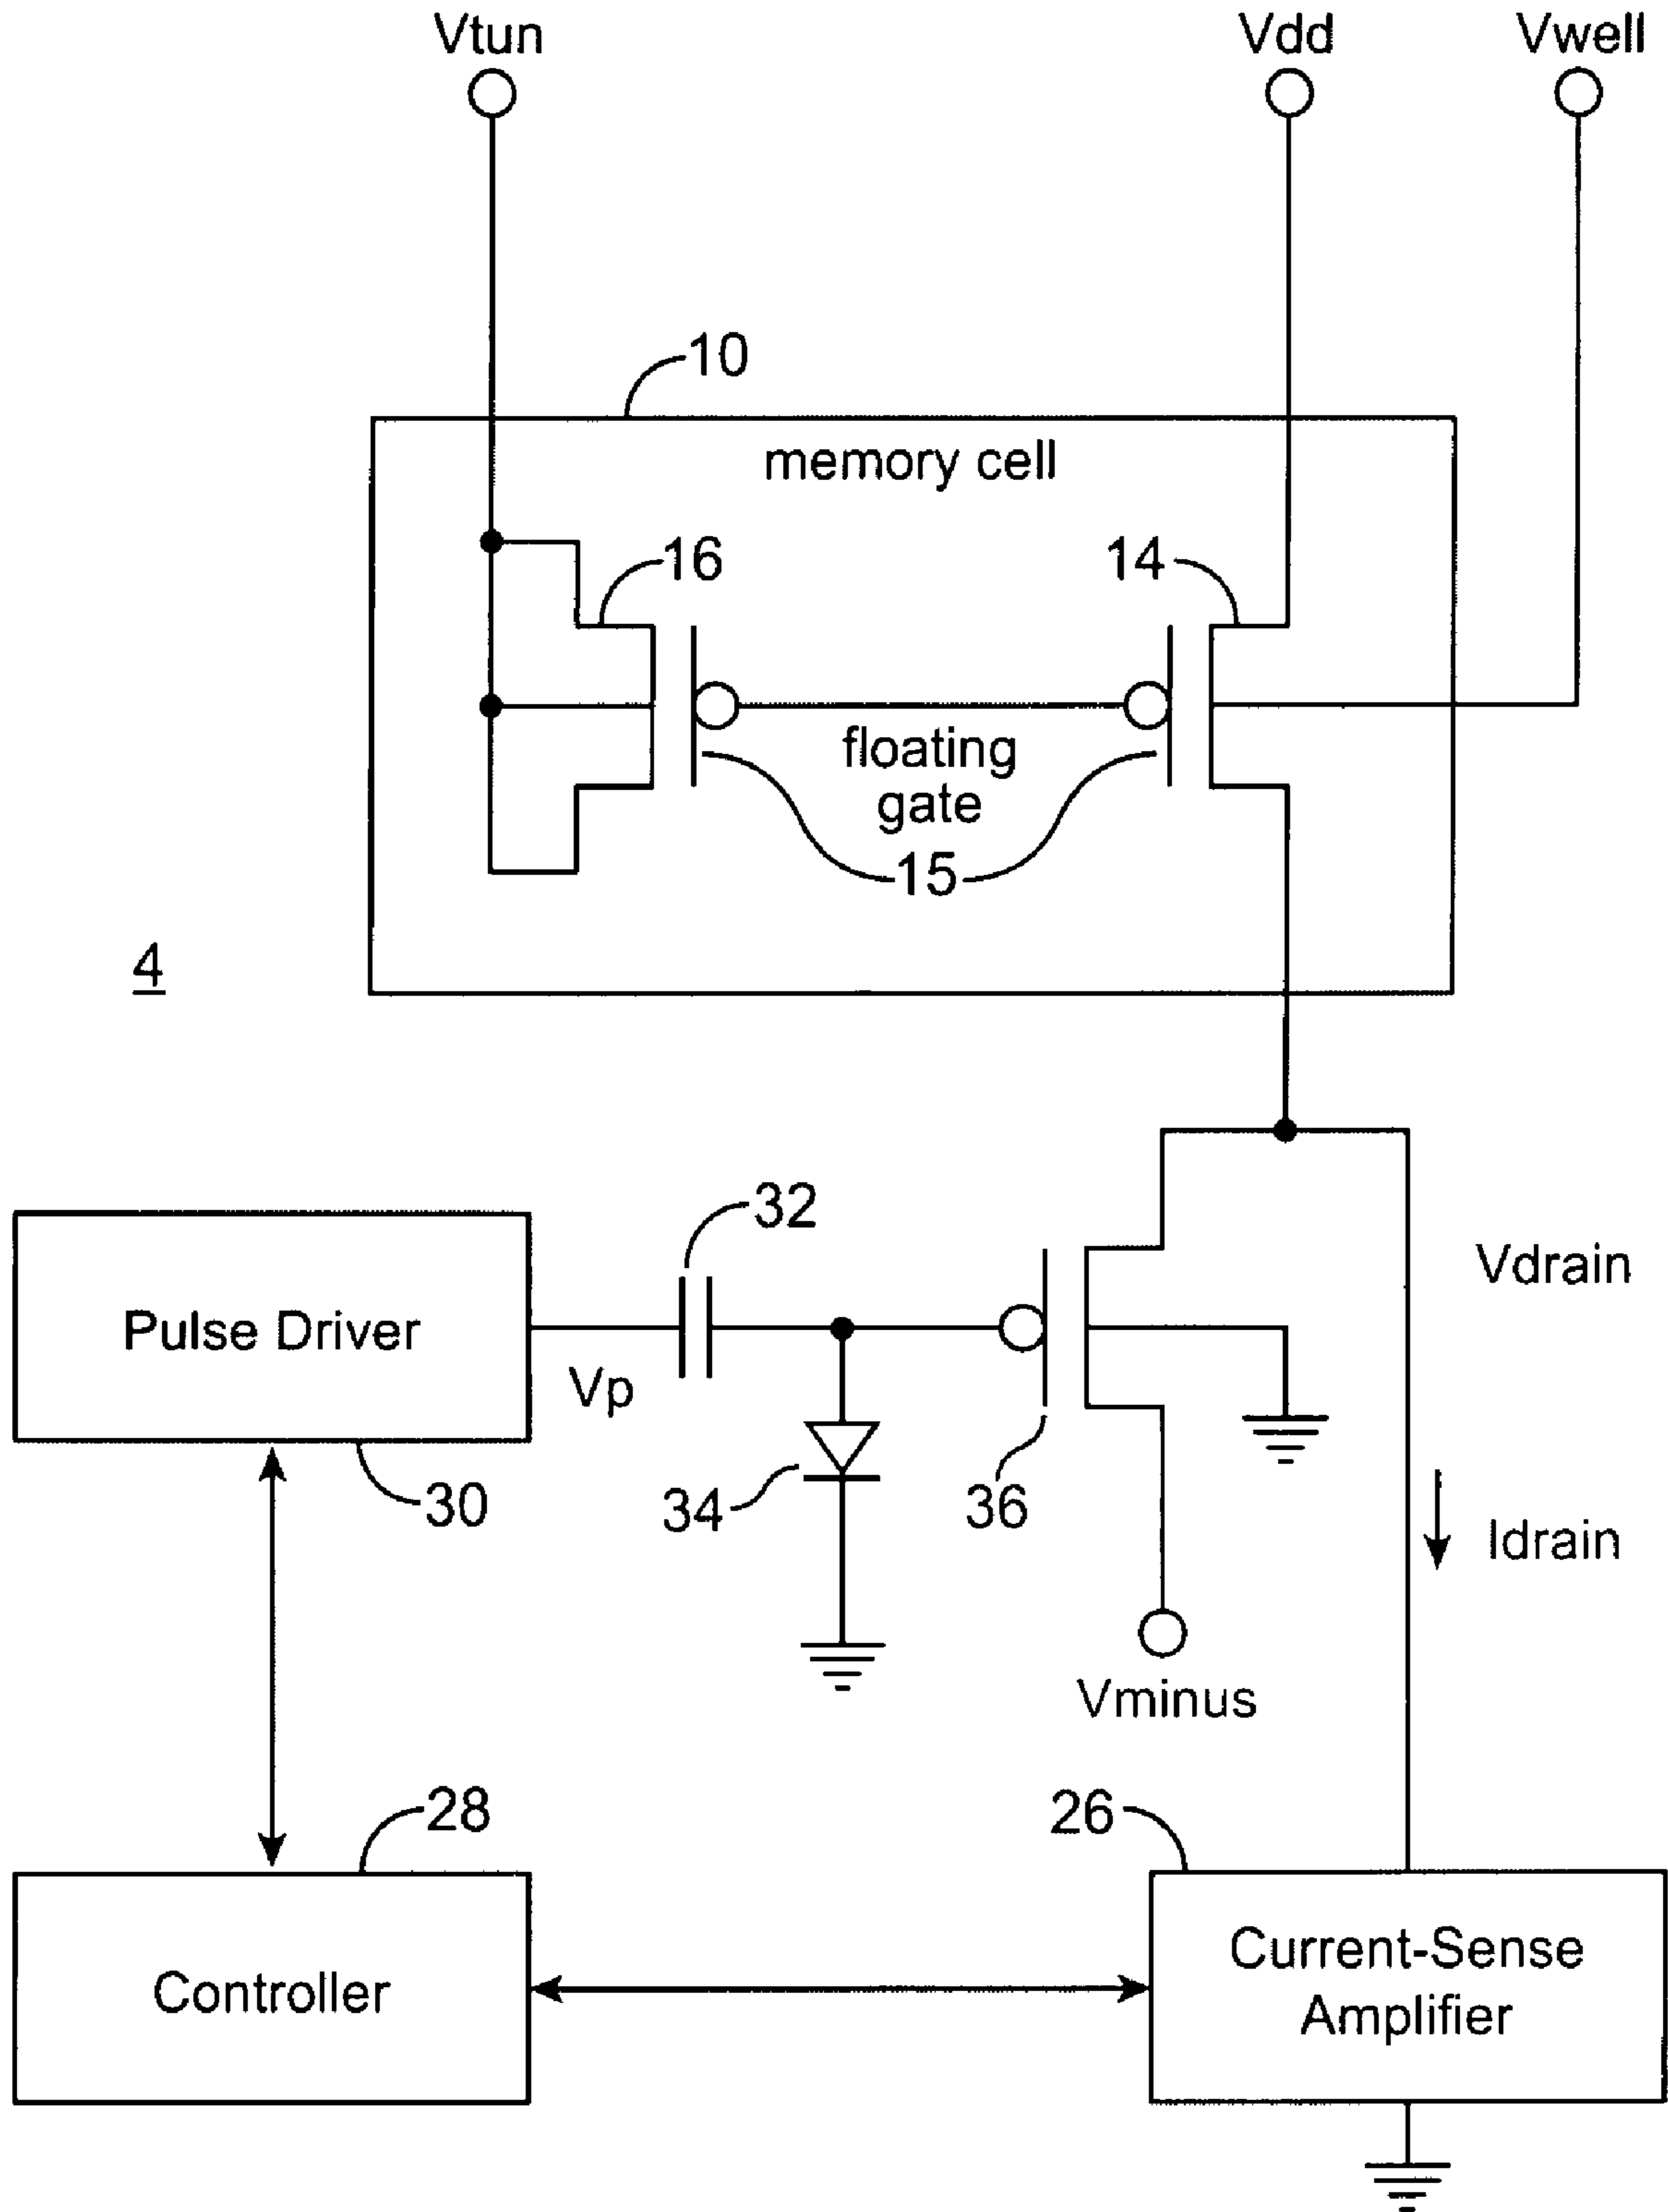 Vtun
Vdd
Vwell
10
memory cell
16
14
floating
gate
15
4
32
Vdrain
Pulse Driver
Vp
30
34
36
Idrain
Vminus
28
26
Controller
Current-Sense
Amplifier